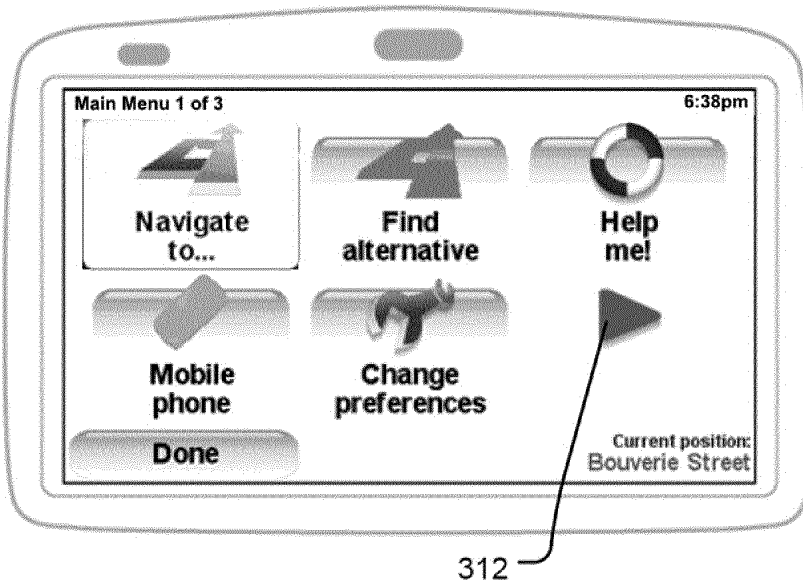 Main Menu 1 of 3
6:38pm
Navigate
to...
Find
alternative
Help
me!
Mobile
phone
Change
preferences
Done
Current position:
Bouverie Street
312